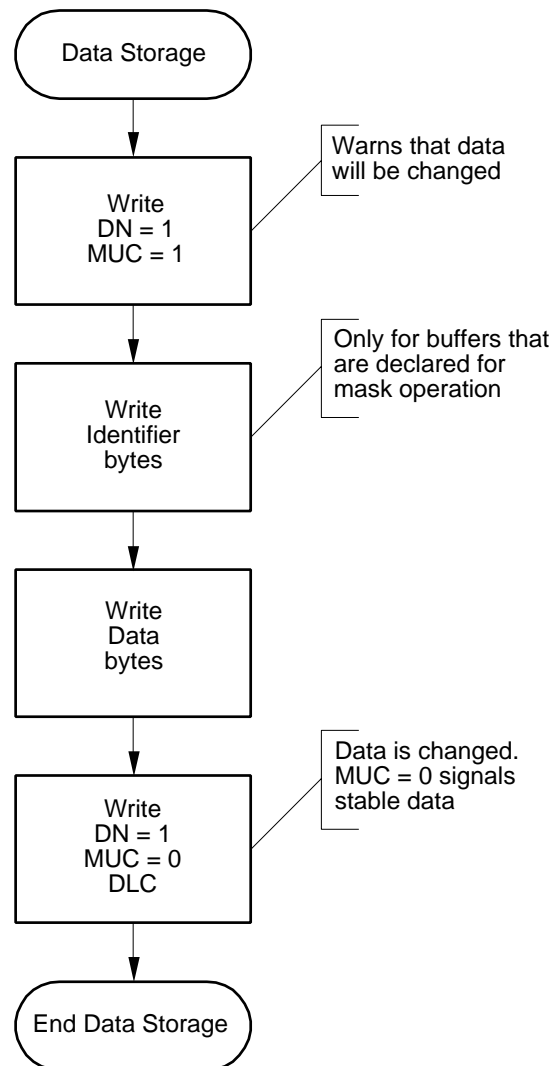 Data Storage
Warns that data
will be changed
Write
DN = 1
MUC = 1
Only for buffers that
are declared for
mask operation
Write
Identifier
bytes
Write
Data
bytes
Data is changed.
MUC = 0 signals
stable data
Write
DN = 1
MUC = 0
DLC
End Data Storage